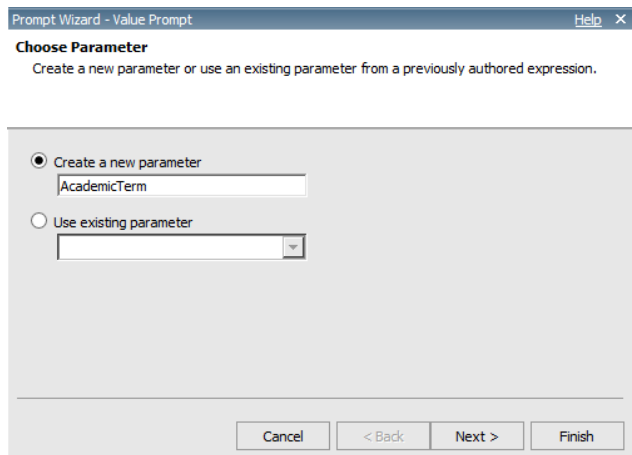 Prompt Wizard - Value Prompt Help X
Choose Parameter
Create a new parameter or use an existing parameter from a previously authored expression.
Create a new parameter
AcademicTerm
Use existing parameter
Cancel < Back Next > Finish